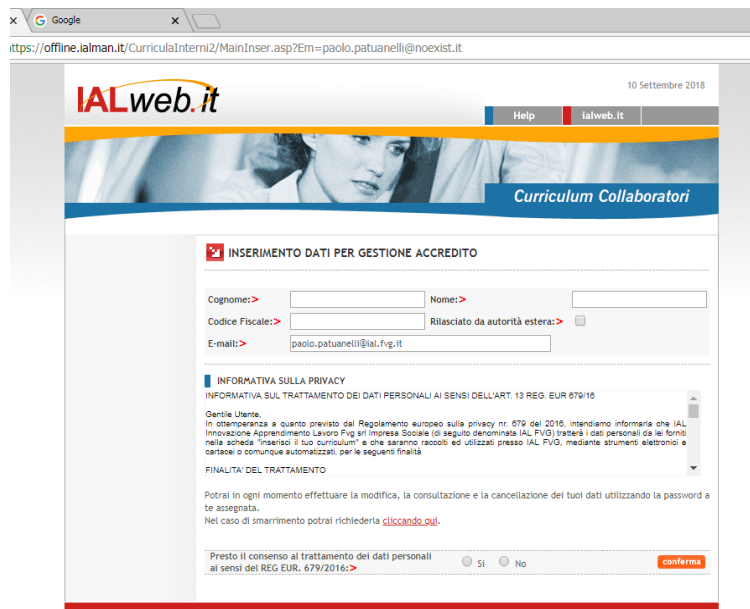 Google
ttps://offline.ialman.it/CurriculaInterni2/MainInser.asp?Em=paolo.patuanelli@noexist.it
IALweb.it
10 Settembre 2018
Help
ialweb.it
Curriculum Collaboratori
INSERIMENTO DATI PER GESTIONE ACCREDITO
Cognome:> Nome:>
Codice Fiscale:> Rilasciato da autorità estera:>
E-mail:> paolo.patuanelli@ial.fvg.it
INFORMATIVA SULLA PRIVACY
INFORMATIVA SUL TRATTAMENTO DEI DATI PERSONALI AI SENSI DELL'ART. 13 REG. EUR 679/16
Gentile Utente,
In ottemperanza a quanto previsto dal Regolamento europeo sulla privacy nr. 679 del 2016, intendiamo informarla che IAL
Innovazione Apprendimento Lavoro Fvg srl Impresa Sociale (di seguito denominata IAL FVG) tratterà i dati personali da lei forniti
nella scheda "inserisci il tuo curriculum" e che saranno raccolti ed utilizzati presso IAL FVG, mediante strumenti elettronici e
cartacei o comunque automatizzati, per le seguenti finalità
FINALITA' DEL TRATTAMENTO
Potrai in ogni momento effettuare la modifica, la consultazione e la cancellazione dei tuoi dati utilizzando la password a
te assegnata.
Nel caso di smarrimento potrai richiederla cliccando qui.
Presto il consenso al trattamento dei dati personali
ai sensi del REG EUR. 679/2016:> Si No conferma